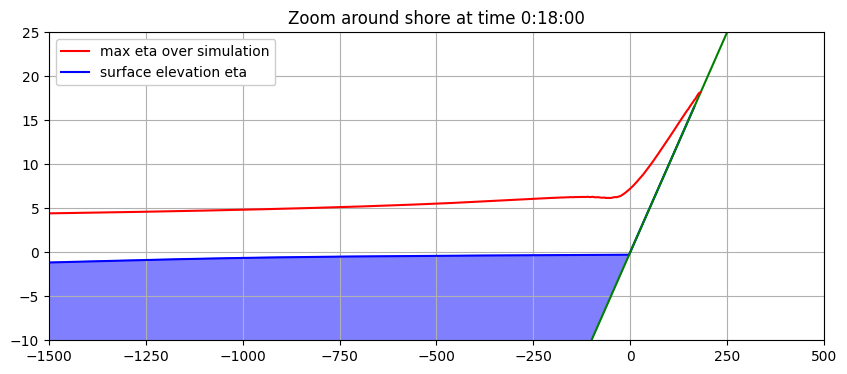 Zoom around shore at time 0:18:00
max eta over simulation
surface elevation eta
25
20
15
10
5
0
−5
−10
−1500 −1250 −1000 −750 −500 −250 0 250 500